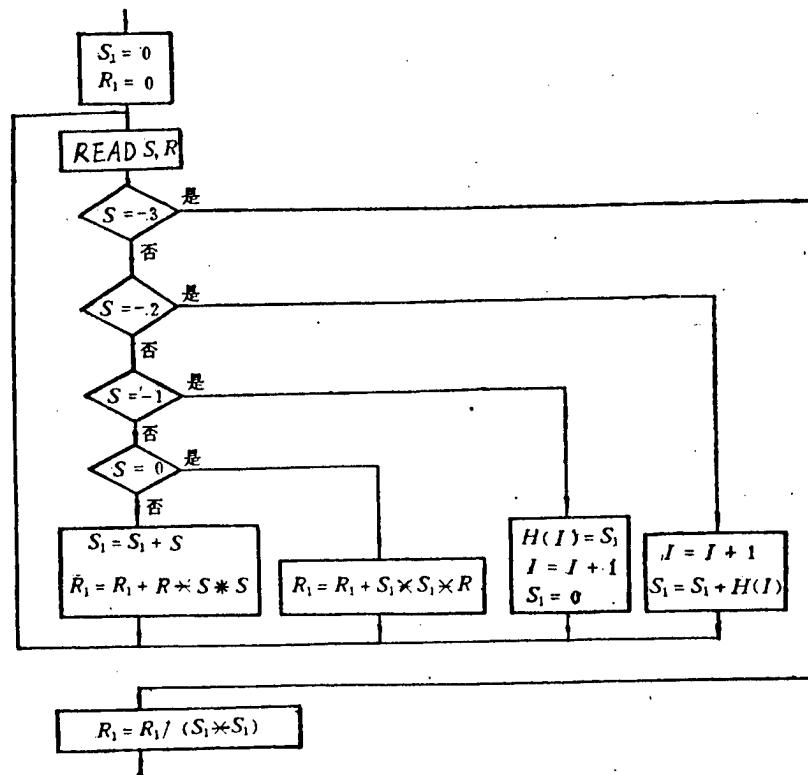 S₁ = 0
R₁ = 0
READ S, R
S = -3
是
否
S = -2
是
否
S = -1
是
否
S = 0
是
否
S₁ = S₁ + S
R₁ = R₁ + R * S * S
R₁ = R₁ + S₁ * S₁ * R
H(I) = S₁
I = I + 1
S₁ = 0
I = I + 1
S₁ = S₁ + H(I)
R₁ = R₁ / (S₁ * S₁)